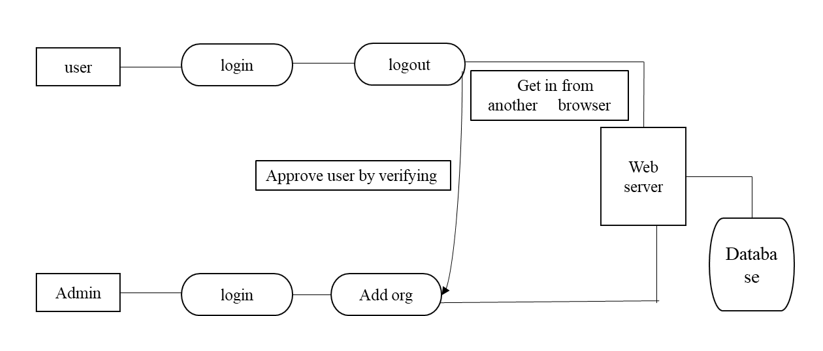 user
login
logout
Get in from
another browser
Web
server
Approve user by verifying
Databa
se
Admin
login
Add org